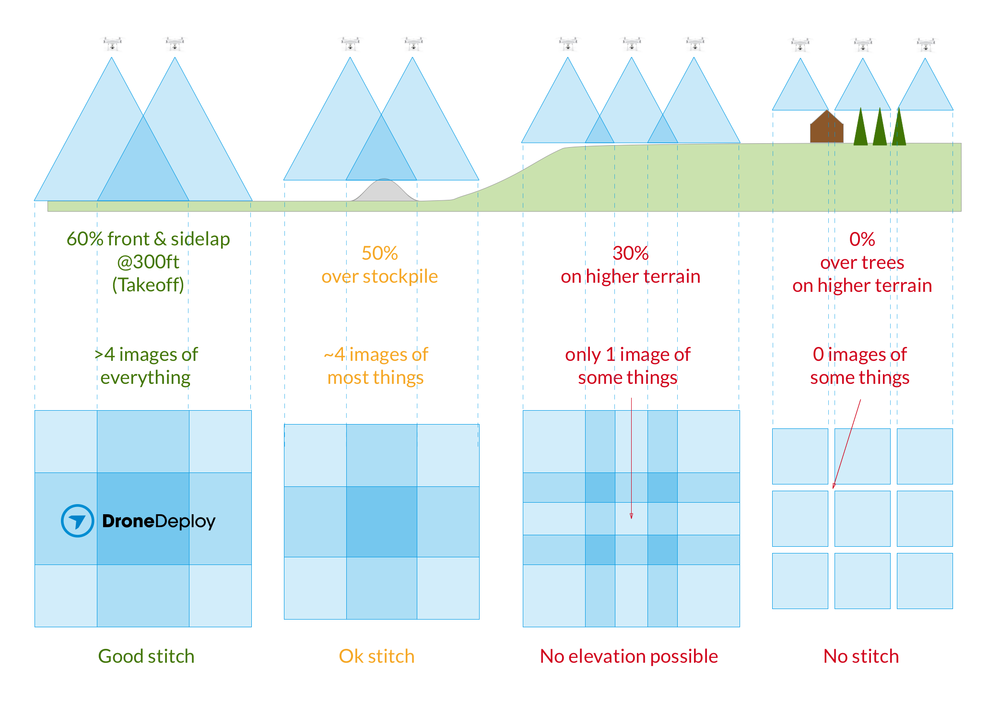 60% front & sidelap
@300ft
(Takeoff)
50%
over stockpile
30%
on higher terrain
0%
over trees
on higher terrain
>4 images of
everything
~4 images of
most things
only 1 image of
some things
0 images of
some things
DroneDeploy
Good stitch
Ok stitch
No elevation possible
No stitch